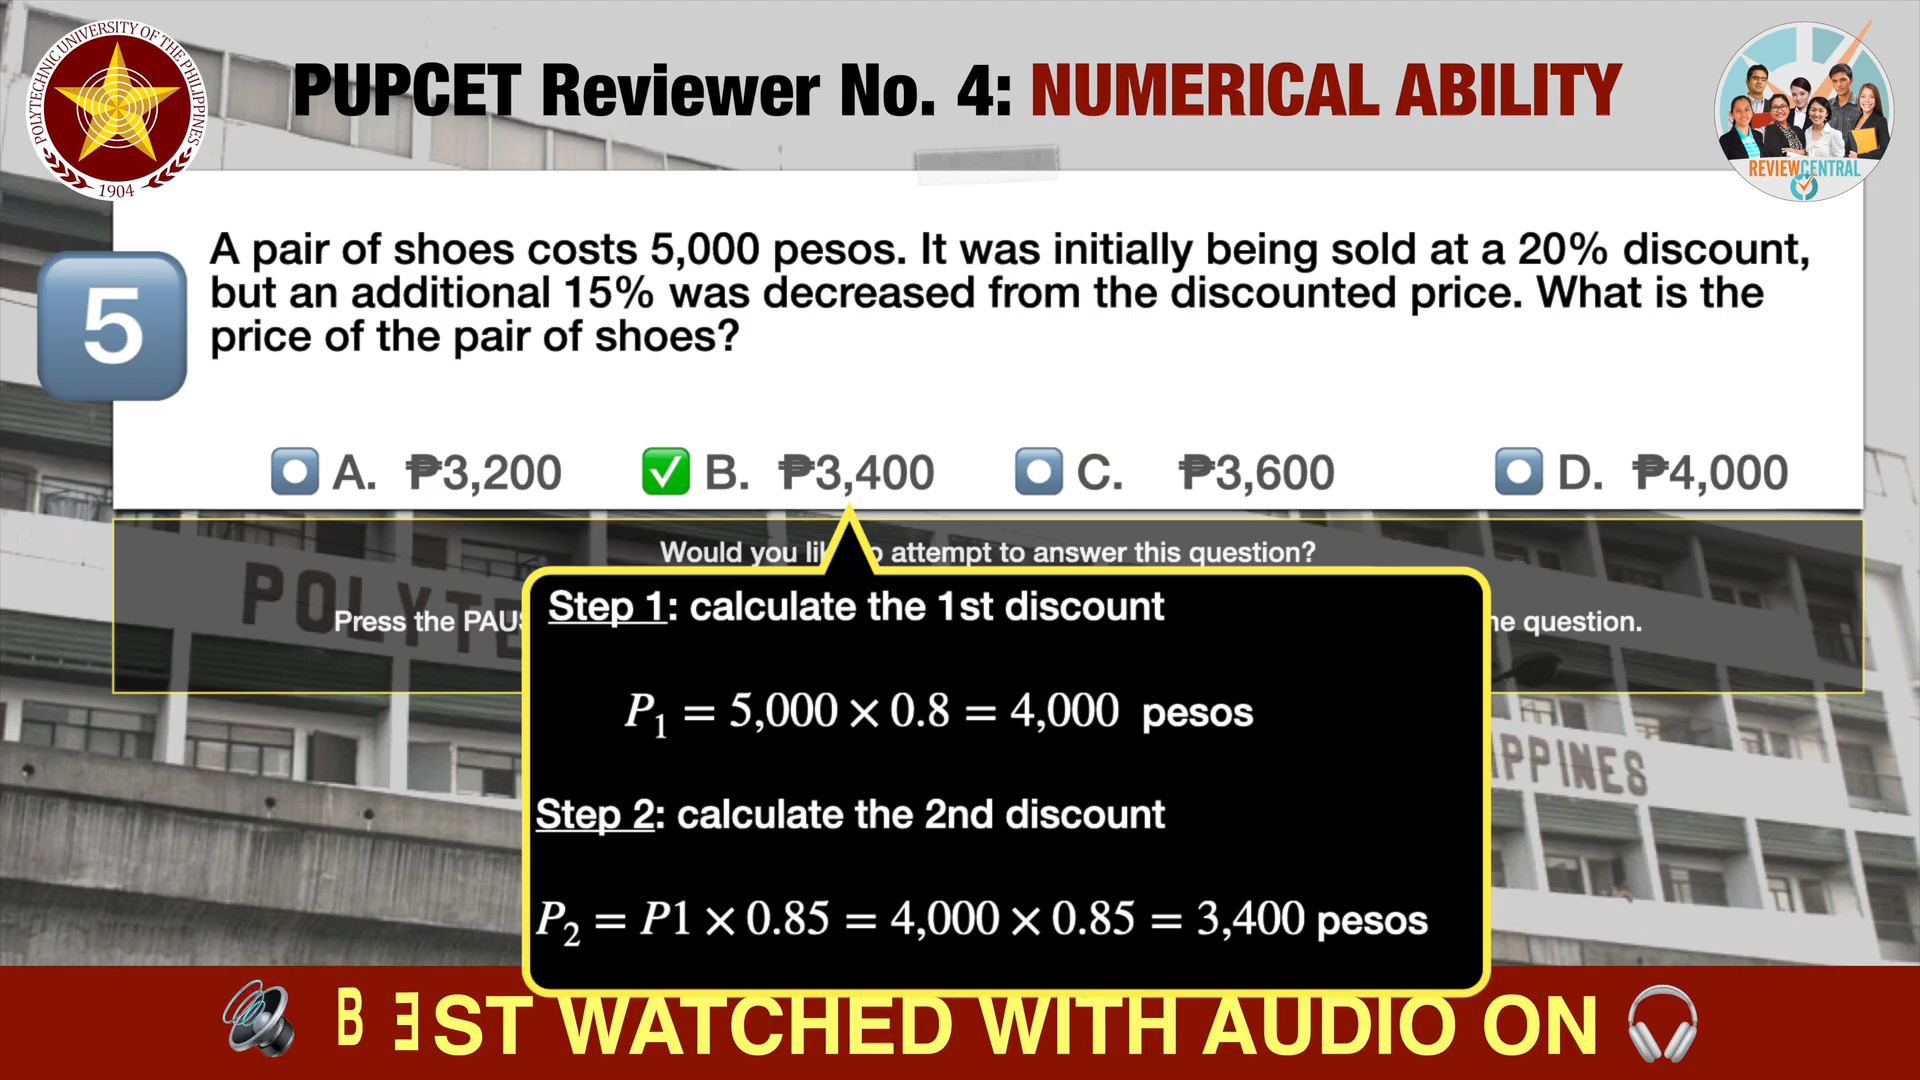 POLYTECHNIC UNIVERSITY OF THE PHILIPPINES
1904
PUPCET Reviewer No. 4: NUMERICAL ABILITY
REVIEWCENTRAL
5
A pair of shoes costs 5,000 pesos. It was initially being sold at a 20% discount,
but an additional 15% was decreased from the discounted price. What is the
price of the pair of shoes?
A. ₱3,200 B. ₱3,400 C. ₱3,600 D. ₱4,000
Would you attempt to answer this question?
Press the question.
POLYTE
PPINES
Step 1: calculate the 1st discount
P₁ = 5,000 × 0.8 = 4,000 pesos
Step 2: calculate the 2nd discount
P₂ = P1 × 0.85 = 4,000 × 0.85 = 3,400 pesos
BEST WATCHED WITH AUDIO ON